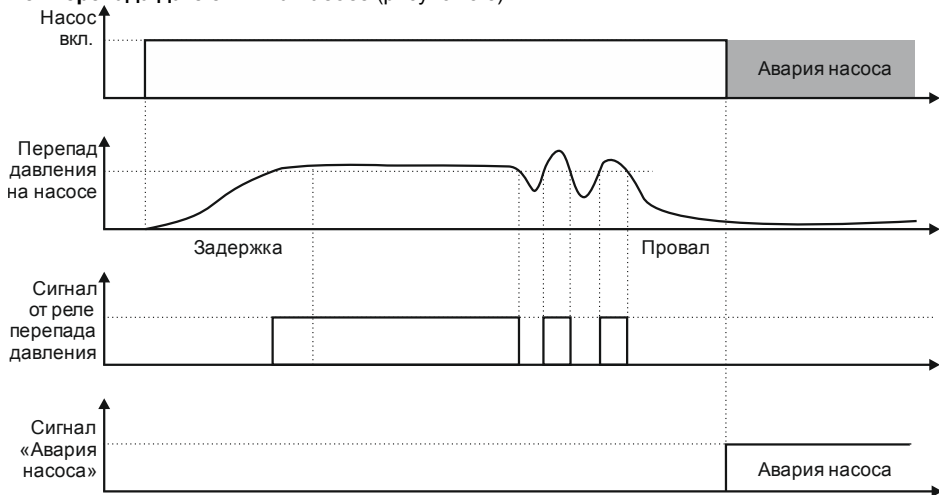 Насос
вкл.
Авария насоса
Перепад
давления
на насосе
Задержка
Провал
Сигнал
от реле
перепада
давления
Сигнал
«Авария
насоса»
Авария насоса